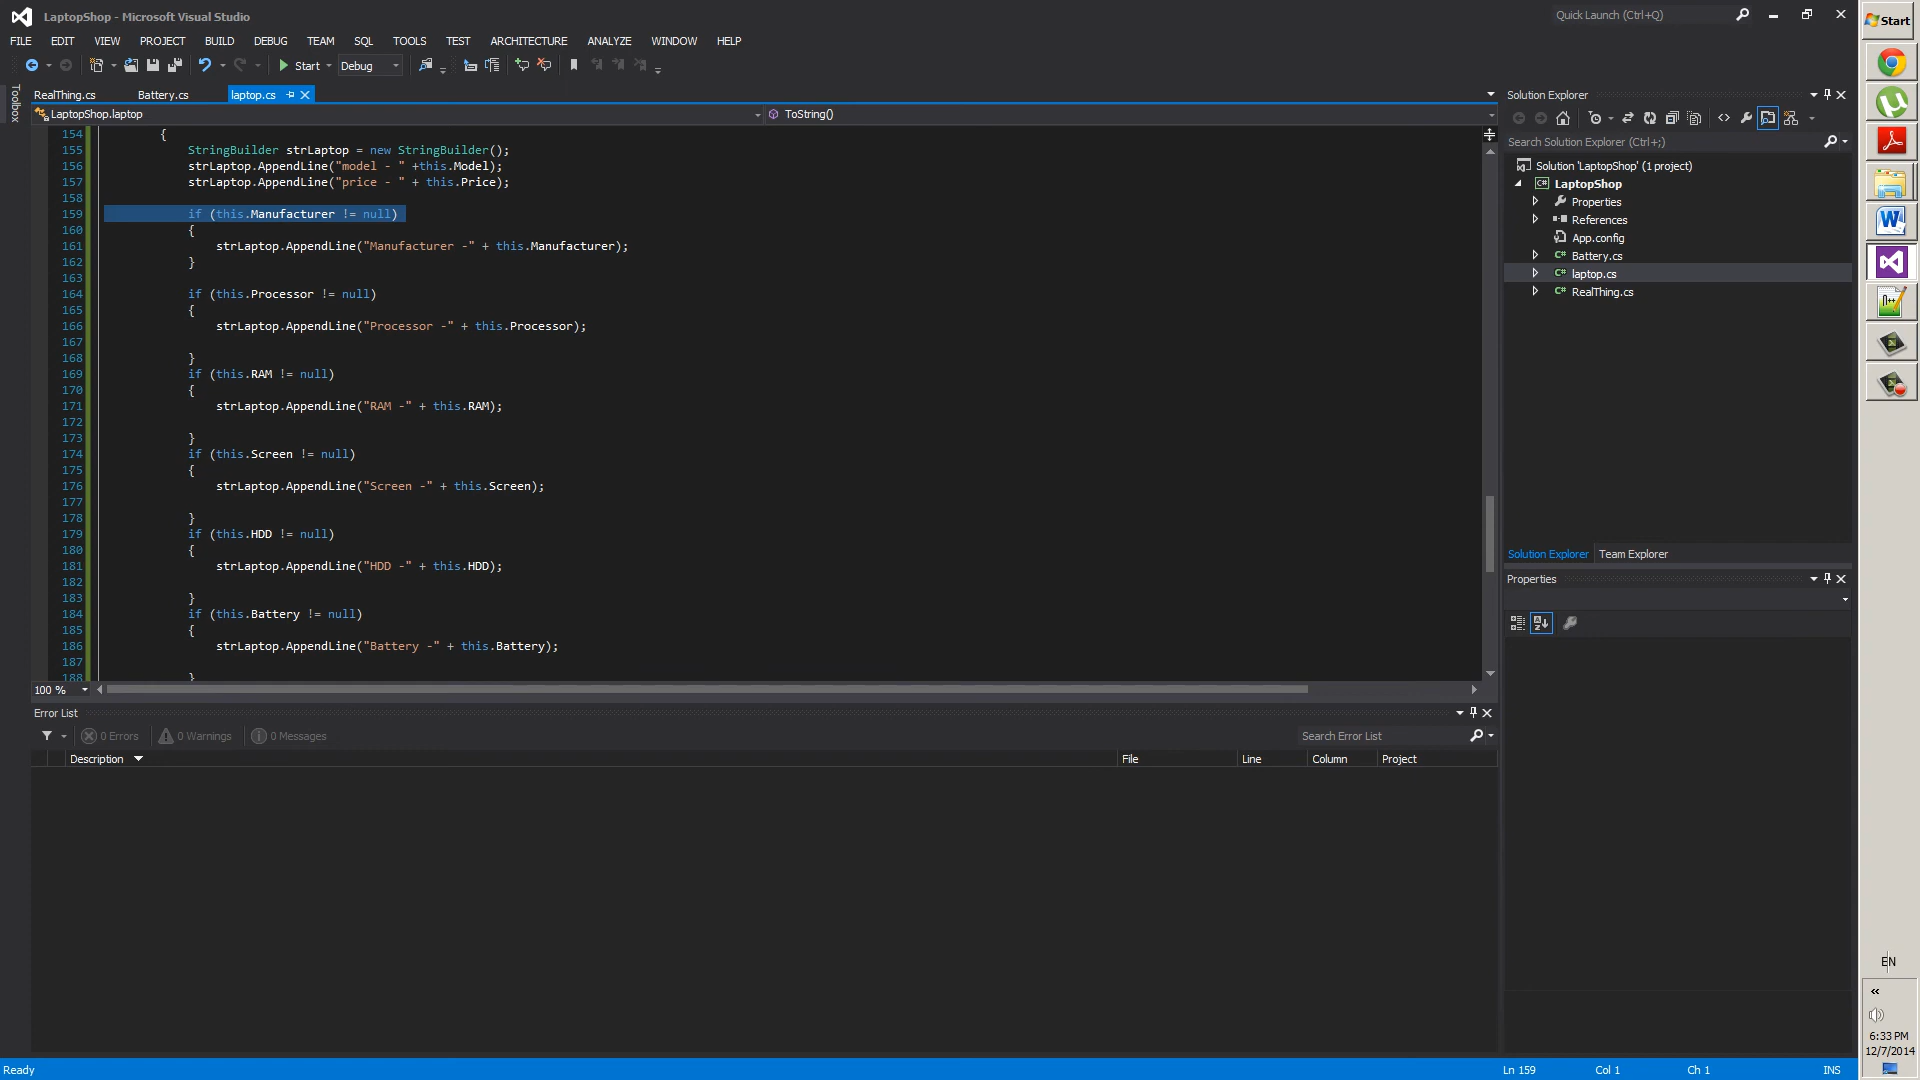 LaptopShop - Microsoft Visual Studio
Quick Launch (Ctrl+Q)
Start
FILE EDIT VIEW PROJECT BUILD DEBUG TEAM SQL TOOLS TEST ARCHITECTURE ANALYZE WINDOW HELP
Start Debug
Toolbox
RealThing.cs Battery.cs laptop.cs
LaptopShop.laptop ToString()
154 {
155 StringBuilder strLaptop = new StringBuilder();
156 strLaptop.AppendLine("model - " +this.Model);
157 strLaptop.AppendLine("price - " + this.Price);
158
159 if (this.Manufacturer != null)
160 {
161 strLaptop.AppendLine("Manufacturer -" + this.Manufacturer);
162 }
163
164 if (this.Processor != null)
165 {
166 strLaptop.AppendLine("Processor -" + this.Processor);
167
168 }
169 if (this.RAM != null)
170 {
171 strLaptop.AppendLine("RAM -" + this.RAM);
172
173 }
174 if (this.Screen != null)
175 {
176 strLaptop.AppendLine("Screen -" + this.Screen);
177
178 }
179 if (this.HDD != null)
180 {
181 strLaptop.AppendLine("HDD -" + this.HDD);
182
183 }
184 if (this.Battery != null)
185 {
186 strLaptop.AppendLine("Battery -" + this.Battery);
187
188 }
100 %
Error List
0 Errors 0 Warnings 0 Messages
Search Error List
Description File Line Column Project
Solution Explorer
Search Solution Explorer (Ctrl+;)
Solution 'LaptopShop' (1 project)
C# LaptopShop
Properties
References
App.config
C# Battery.cs
C# laptop.cs
C# RealThing.cs
Solution Explorer Team Explorer
Properties
EN
«
6:33 PM
12/7/2014
Ready Ln 159 Col 1 Ch 1 INS